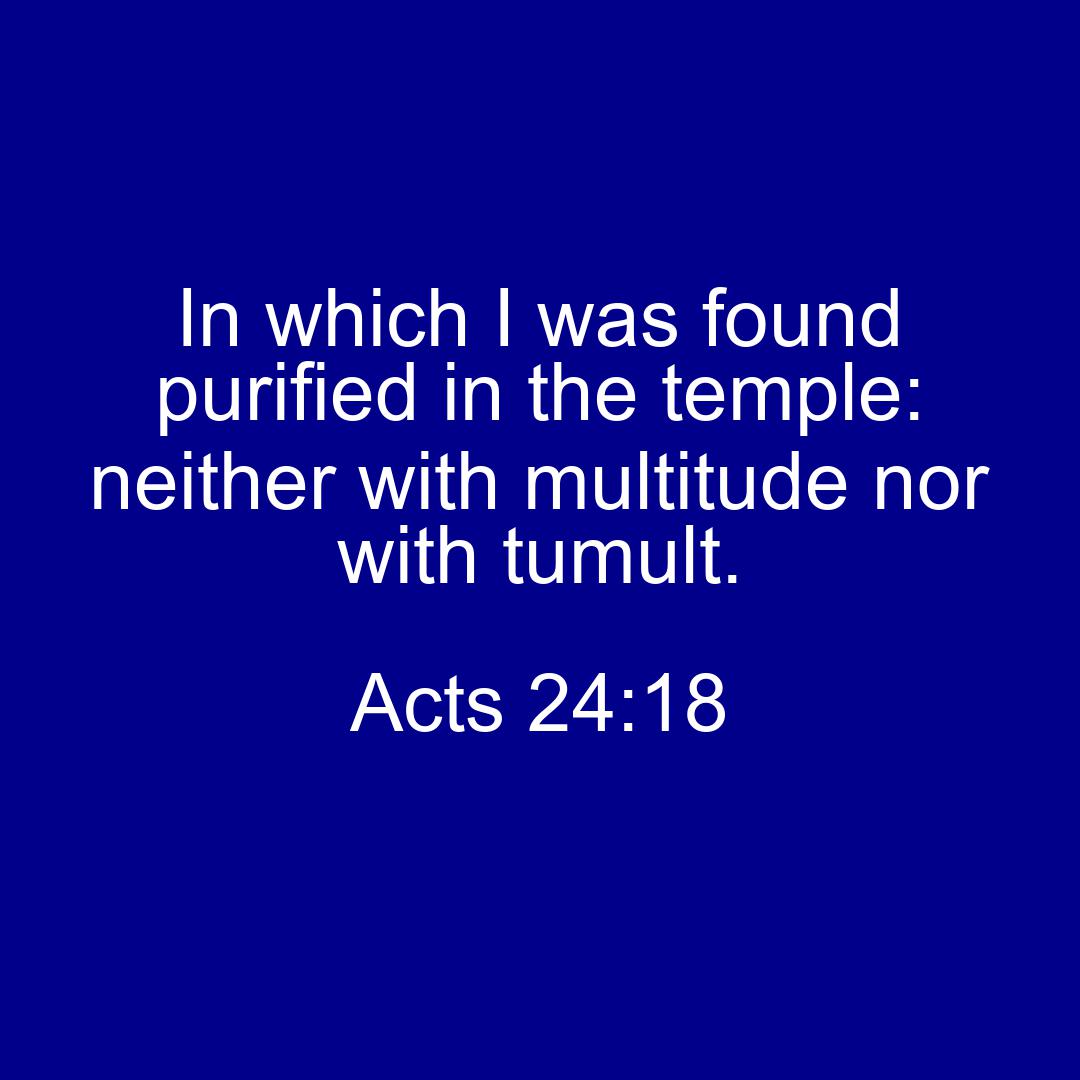 In which I was found
purified in the temple:
neither with multitude nor
with tumult.
Acts 24:18